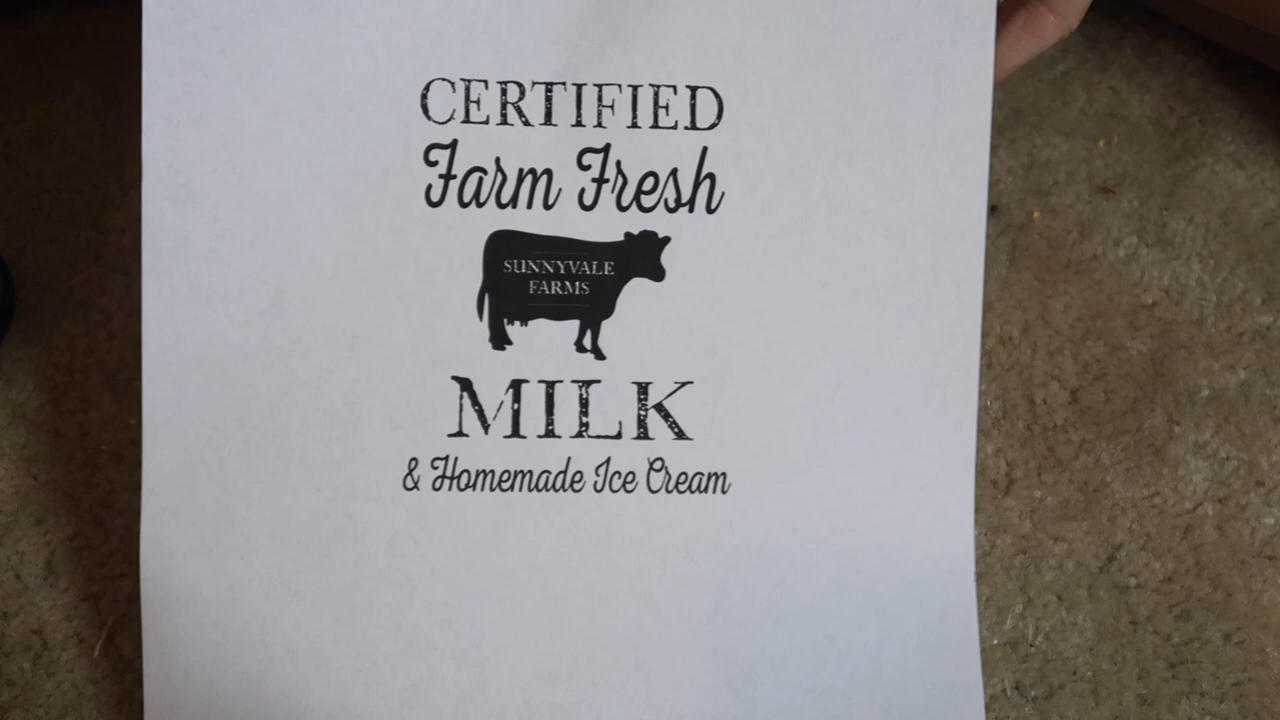 CERTIFIED
Farm Fresh
SUNNYVALE
FARMS
MILK
& Homemade Ice Cream